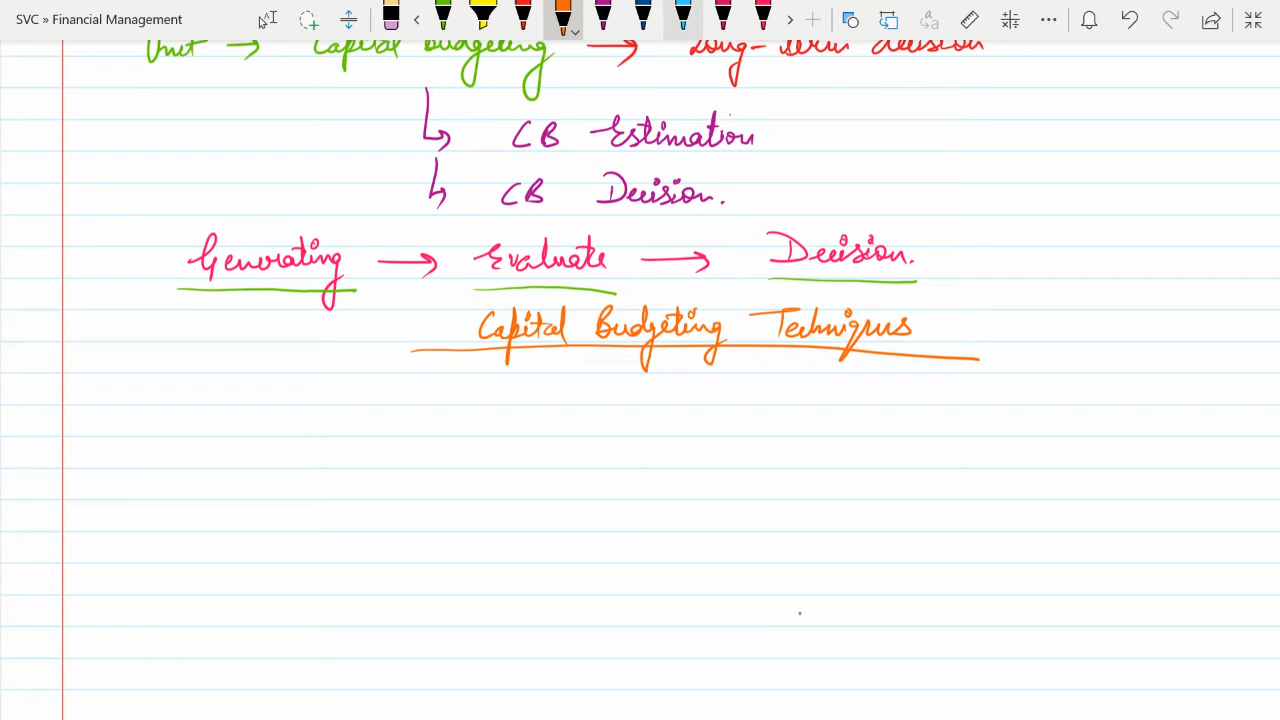 SVC » Financial Management
Unit → Capital Budgeting → Long-term decision
↳ CB Estimation
↳ CB Decision.
Generating → Evaluate → Decision.
Capital Budgeting Techniques